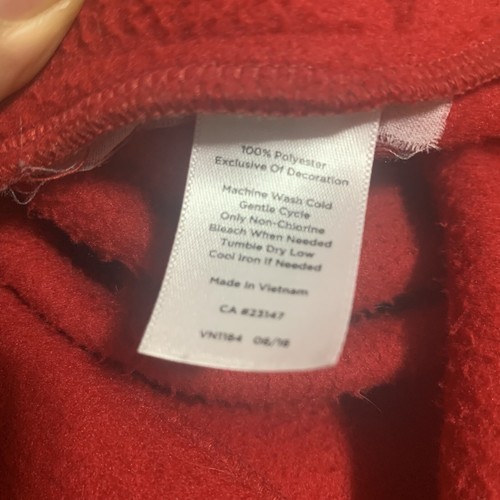 100% Polyester
Exclusive Of Decoration
Machine Wash Cold
Gentle Cycle
Only Non-Chlorine
Bleach When Needed
Tumble Dry Low
Cool Iron If Needed
Made in Vietnam
CA #23147
VN1184 06/18